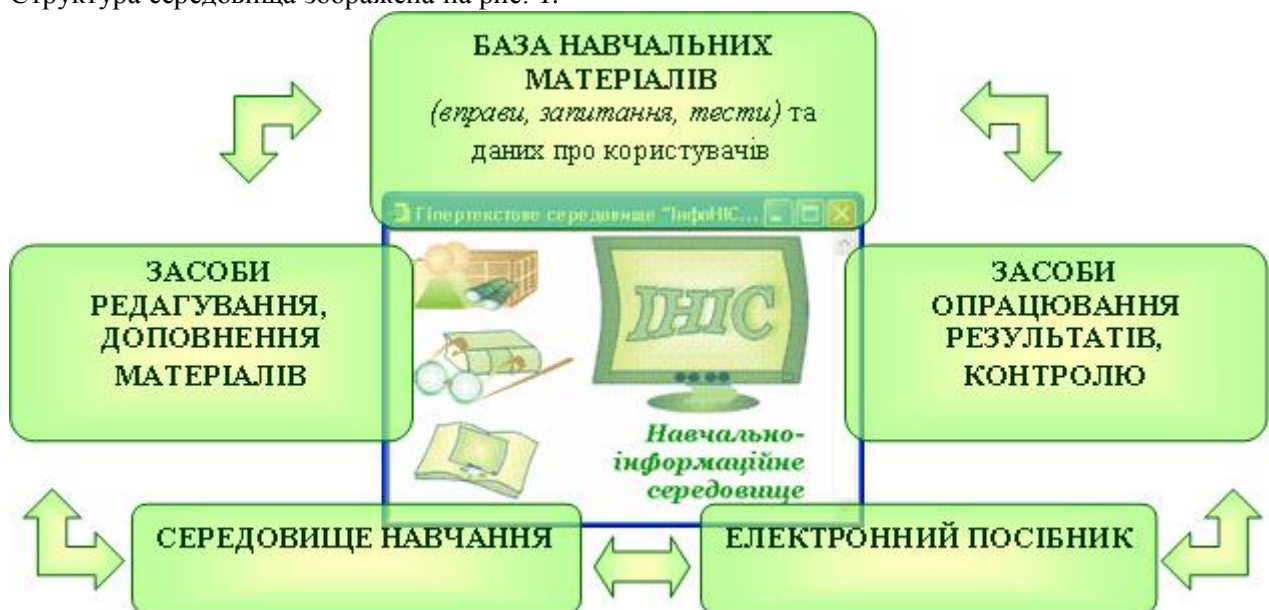 Структура середовища зображена на рис. 1.
БАЗА НАВЧАЛЬНИХ
МАТЕРІАЛІВ
(вправи, запитання, тести) та
даних про користувачів
Гіпертекстове середовище "ІнфоНІС...
ЗАСОБИ
РЕДАГУВАННЯ,
ДОПОВНЕННЯ
МАТЕРІАЛІВ
ІНІС
Навчально-
інформаційне
середовище
ЗАСОБИ
ОПРАЦЮВАННЯ
РЕЗУЛЬТАТІВ,
КОНТРОЛЮ
СЕРЕДОВИЩЕ НАВЧАННЯ
ЕЛЕКТРОННИЙ ПОСІБНИК